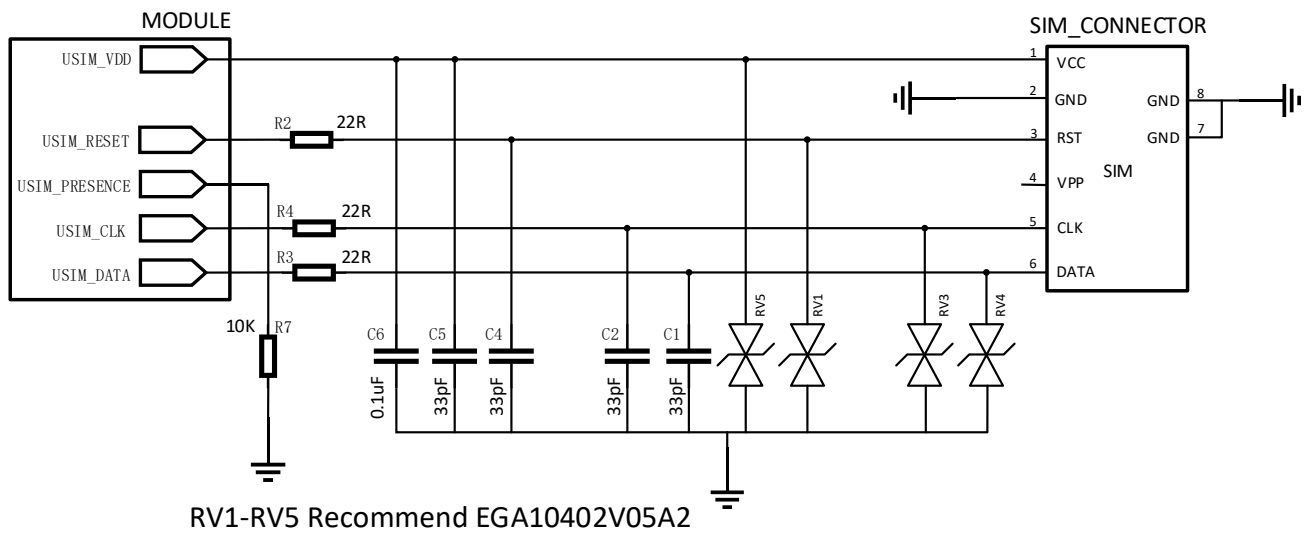 MODULE
SIM_CONNECTOR
USIM_VDD
1
VCC
2
GND
GND
8
R2
22R
USIM_RESET
3
RST
GND
7
USIM_PRESENCE
4
VPP
SIM
R4
22R
USIM_CLK
5
CLK
R3
22R
USIM_DATA
6
DATA
10K
R7
C6
C5
C4
C2
C1
RV5
RV1
RV3
RV4
0.1uF
33pF
33pF
33pF
33pF
RV1-RV5 Recommend EGA10402V05A2